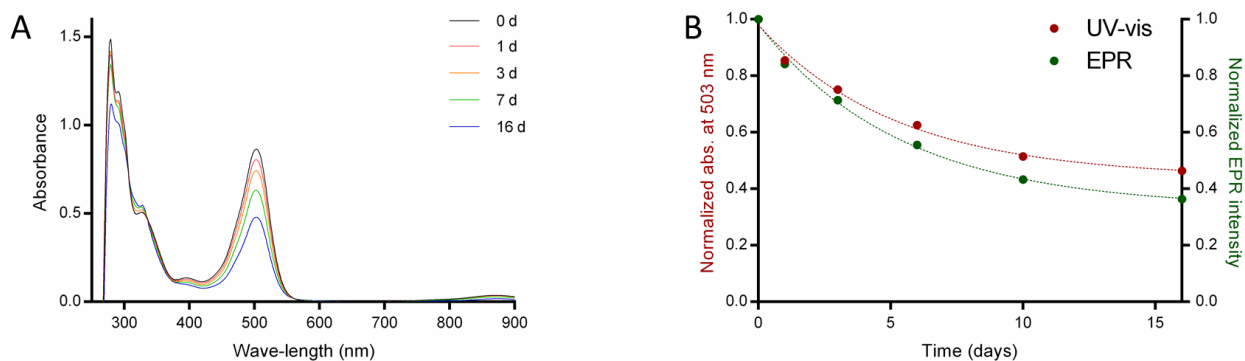 A
0 d
1 d
3 d
7 d
16 d
1.5
1.0
0.5
0.0
Absorbance
300
400
500
600
700
800
900
Wave-length (nm)
B
UV-vis
EPR
1.0
0.8
0.6
0.4
0.2
0.0
Normalized abs. at 503 nm
1.0
0.8
0.6
0.4
0.2
0.0
Normalized EPR
intensity
0
5
10
15
Time (days)